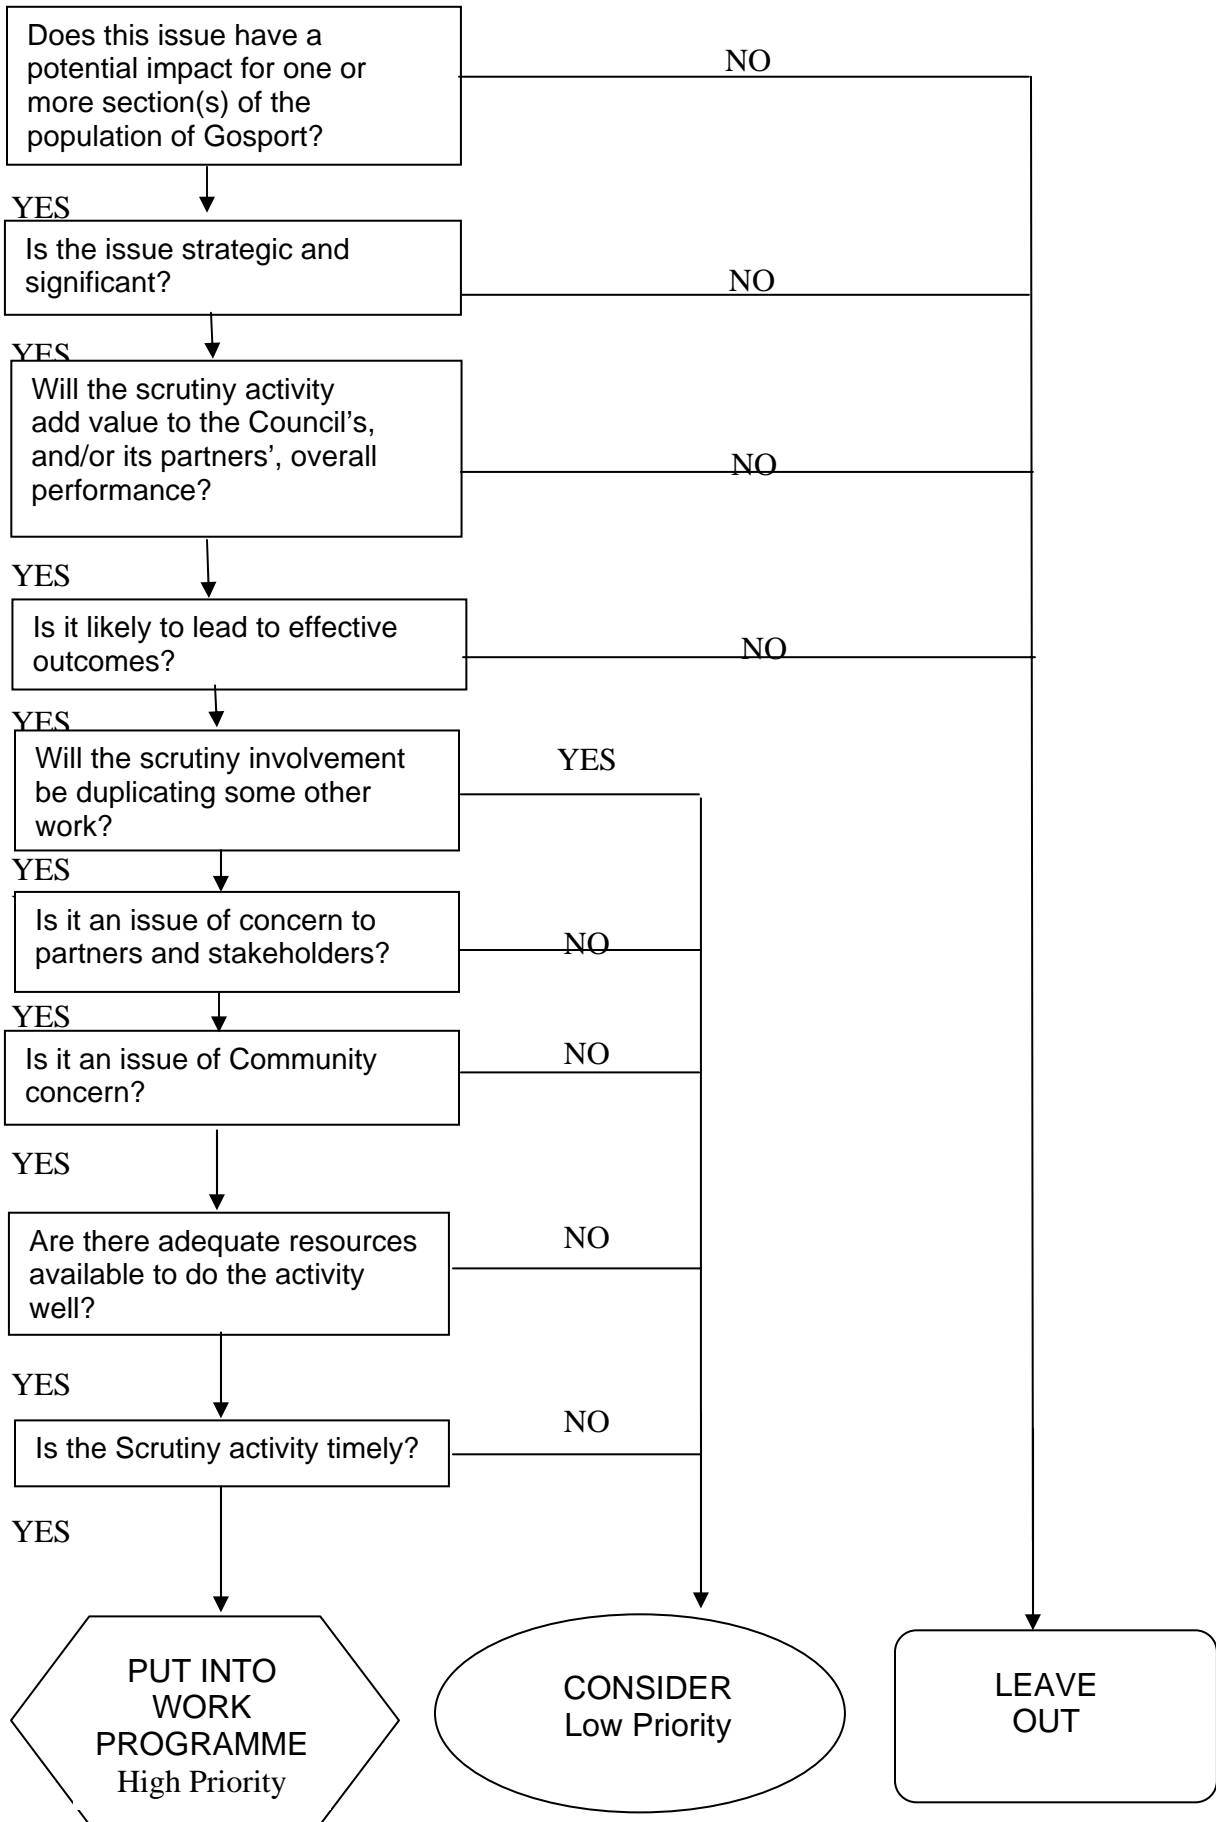 Does this issue have a
potential impact for one or
more section(s) of the
population of Gosport?
NO
YES
Is the issue strategic and
significant?
NO
YES
Will the scrutiny activity
add value to the Council's,
and/or its partners', overall
performance?
NO
YES
Is it likely to lead to effective
outcomes?
NO
YES
Will the scrutiny involvement
be duplicating some other
work?
YES
YES
Is it an issue of concern to
partners and stakeholders?
NO
YES
Is it an issue of Community
concern?
NO
YES
Are there adequate resources
available to do the activity
well?
NO
YES
Is the Scrutiny activity timely?
NO
YES
PUT INTO
WORK
PROGRAMME
High Priority
CONSIDER
Low Priority
LEAVE
OUT